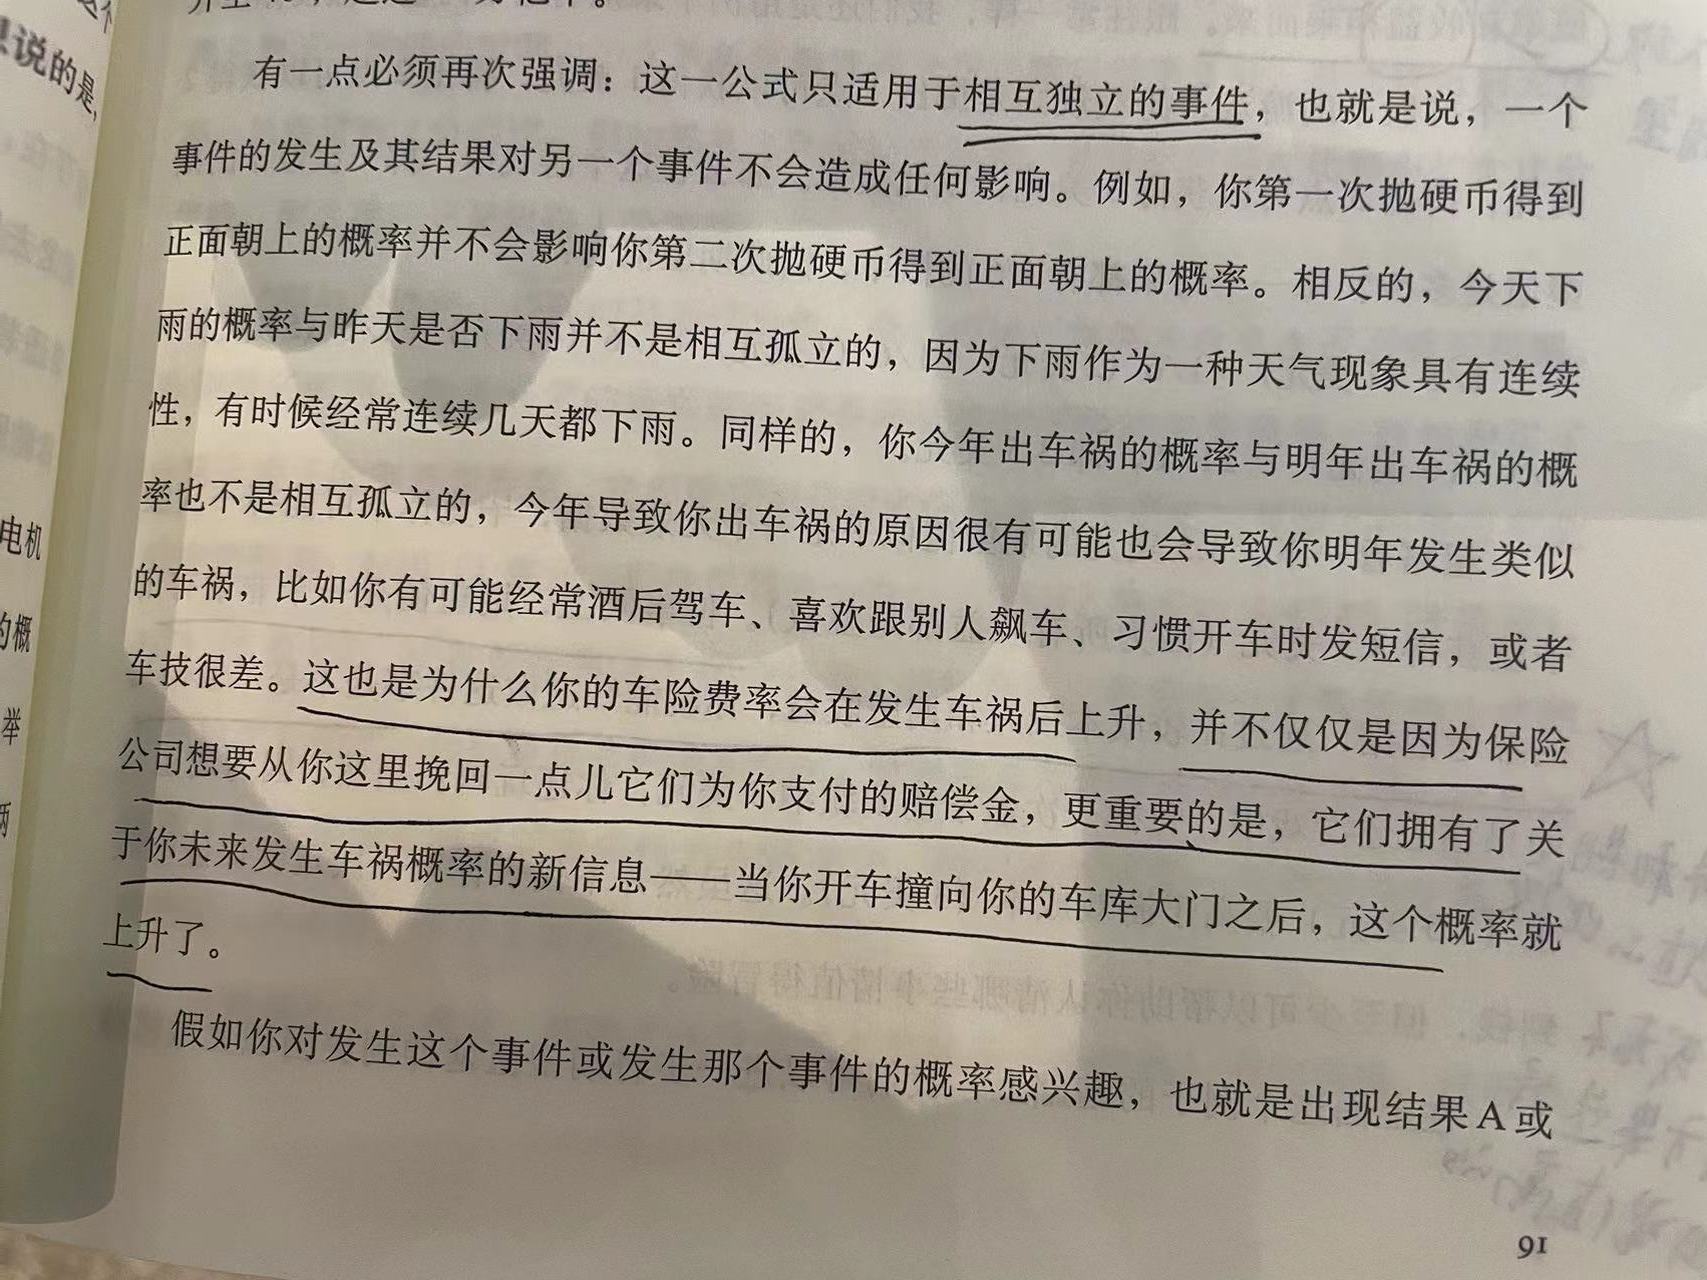 说的是,
电机
的概
举
有一点必须再次强调：这一公式只适用于相互独立的事件，也就是说，一个
事件的发生及其结果对另一个事件不会造成任何影响。例如，你第一次抛硬币得到
正面朝上的概率并不会影响你第二次抛硬币得到正面朝上的概率。相反的，今天下
雨的概率与昨天是否下雨并不是相互孤立的，因为下雨作为一种天气现象具有连续
性，有时候经常连续几天都下雨。同样的，你今年出车祸的概率与明年出车祸的概
率也不是相互孤立的，今年导致你出车祸的原因很有可能也会导致你明年发生类似
的车祸，比如你有可能经常酒后驾车、喜欢跟别人飙车、习惯开车时发短信，或者
车技很差。这也是为什么你的车险费率会在发生车祸后上升，并不仅仅是因为保险
公司想要从你这里挽回一点儿它们为你支付的赔偿金，更重要的是，它们拥有了关
于你未来发生车祸概率的新信息——当你开车撞向你的车库大门之后，这个概率就
上升了。
假如你对发生这个事件或发生那个事件的概率感兴趣，也就是出现结果A或
91